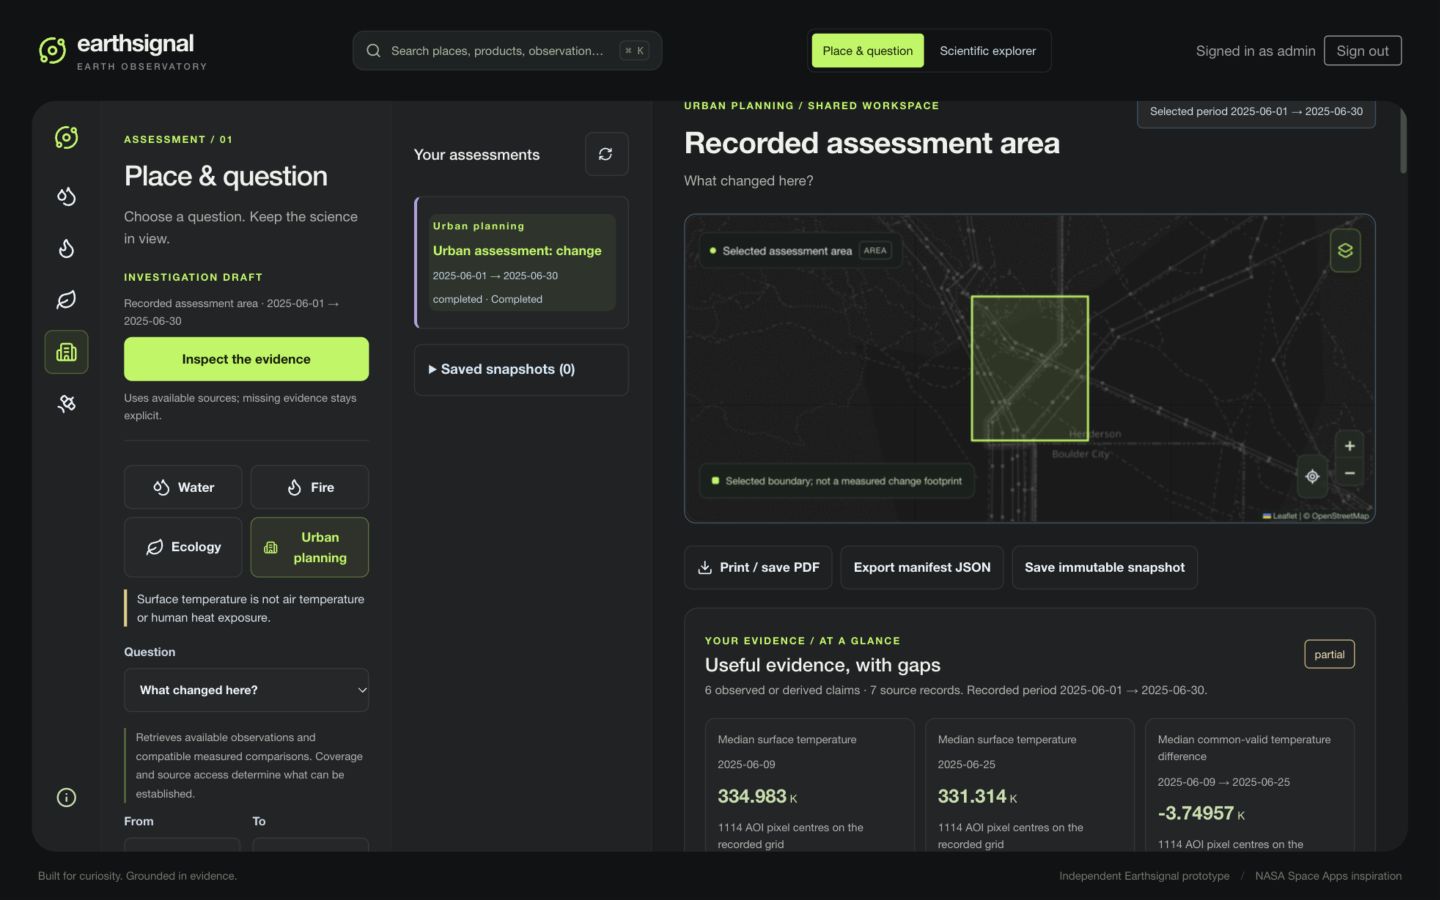 earthsignal
EARTH OBSERVATORY
Search places, products, observation...
⌘ K
Place & question
Scientific explorer
Signed in as admin
Sign out
ASSESSMENT / 01
Place & question
Choose a question. Keep the science
in view.
INVESTIGATION DRAFT
Recorded assessment area · 2025-06-01 →
2025-06-30
Inspect the evidence
Uses available sources; missing evidence stays
explicit.
Water
Fire
Ecology
Urban
planning
Surface temperature is not air temperature
or human heat exposure.
Question
What changed here?
Retrieves available observations and
compatible measured comparisons. Coverage
and source access determine what can be
established.
From
To
Your assessments
Urban planning
Urban assessment: change
2025-06-01 → 2025-06-30
completed · Completed
Saved snapshots (0)
URBAN PLANNING / SHARED WORKSPACE
Selected period 2025-06-01 → 2025-06-30
Recorded assessment area
What changed here?
Selected assessment area
AREA
Henderson
Boulder City
Selected boundary; not a measured change footprint
+
−
Leaflet | © OpenStreetMap
Print / save PDF
Export manifest JSON
Save immutable snapshot
YOUR EVIDENCE / AT A GLANCE
Useful evidence, with gaps
partial
6 observed or derived claims · 7 source records. Recorded period 2025-06-01 → 2025-06-30.
Median surface temperature
2025-06-09
334.983 K
1114 AOI pixel centres on the
recorded grid
Median surface temperature
2025-06-25
331.314 K
1114 AOI pixel centres on the
recorded grid
Median common-valid temperature
difference
2025-06-09 → 2025-06-25
-3.74957 K
1114 AOI pixel centres on the
Built for curiosity. Grounded in evidence.
Independent Earthsignal prototype / NASA Space Apps inspiration